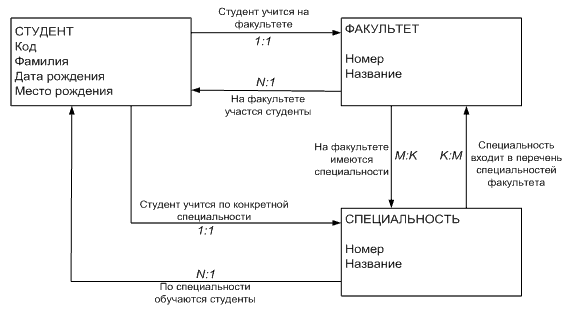 Студент учится на
факультете
1:1
СТУДЕНТ
Код
Фамилия
Дата рождения
Место рождения
ФАКУЛЬТЕТ
Номер
Название
N:1
На факультете
участся студенты
На факультете
имеются
специальности
M:K
K:M
Специальность
входит в перечень
специальностей
факультета
Студент учится по конкретной
специальности
1:1
СПЕЦИАЛЬНОСТЬ
Номер
Название
N:1
По специальности
обучаются студенты